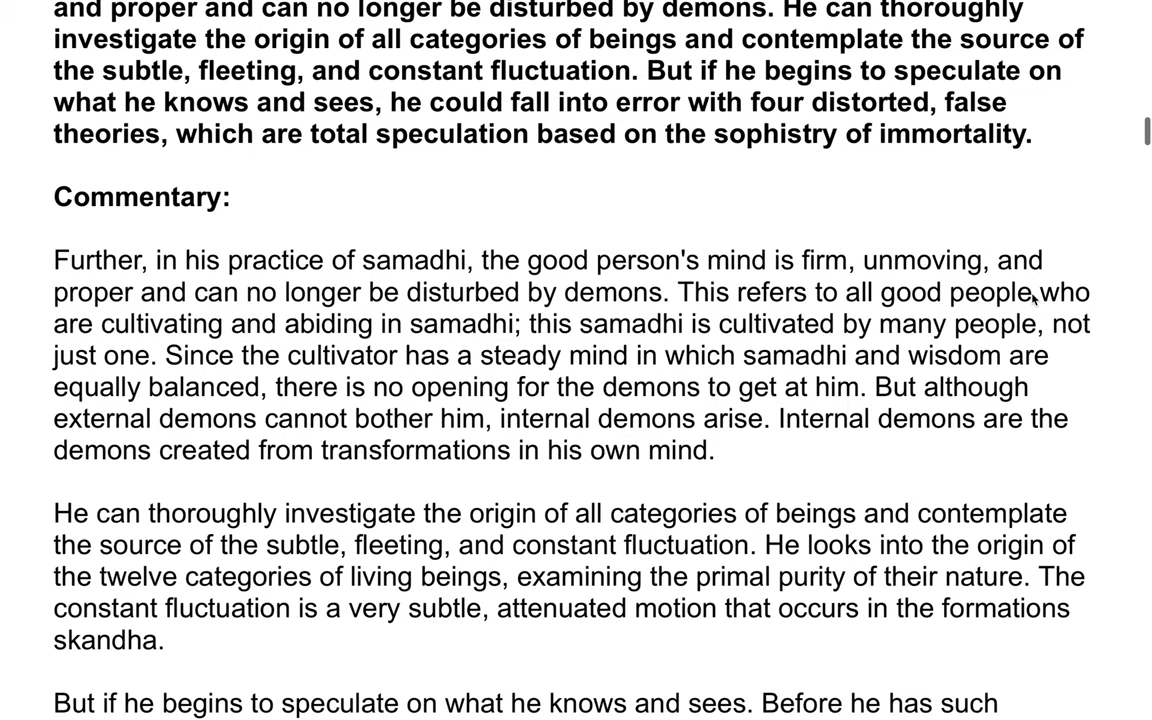 and proper and can no longer be disturbed by demons. He can thoroughly
investigate the origin of all categories of beings and contemplate the source of
the subtle, fleeting, and constant fluctuation. But if he begins to speculate on
what he knows and sees, he could fall into error with four distorted, false
theories, which are total speculation based on the sophistry of immortality.
Commentary:
Further, in his practice of samadhi, the good person's mind is firm, unmoving, and
proper and can no longer be disturbed by demons. This refers to all good people who
are cultivating and abiding in samadhi; this samadhi is cultivated by many people, not
just one. Since the cultivator has a steady mind in which samadhi and wisdom are
equally balanced, there is no opening for the demons to get at him. But although
external demons cannot bother him, internal demons arise. Internal demons are the
demons created from transformations in his own mind.
He can thoroughly investigate the origin of all categories of beings and contemplate
the source of the subtle, fleeting, and constant fluctuation. He looks into the origin of
the twelve categories of living beings, examining the primal purity of their nature. The
constant fluctuation is a very subtle, attenuated motion that occurs in the formations
skandha.
But if he begins to speculate on what he knows and sees. Before he has such